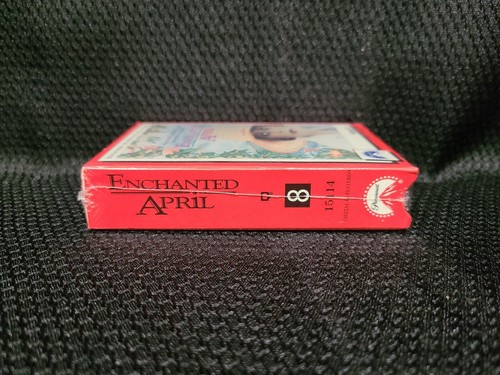 ENCHANTED
APRIL
8
15114